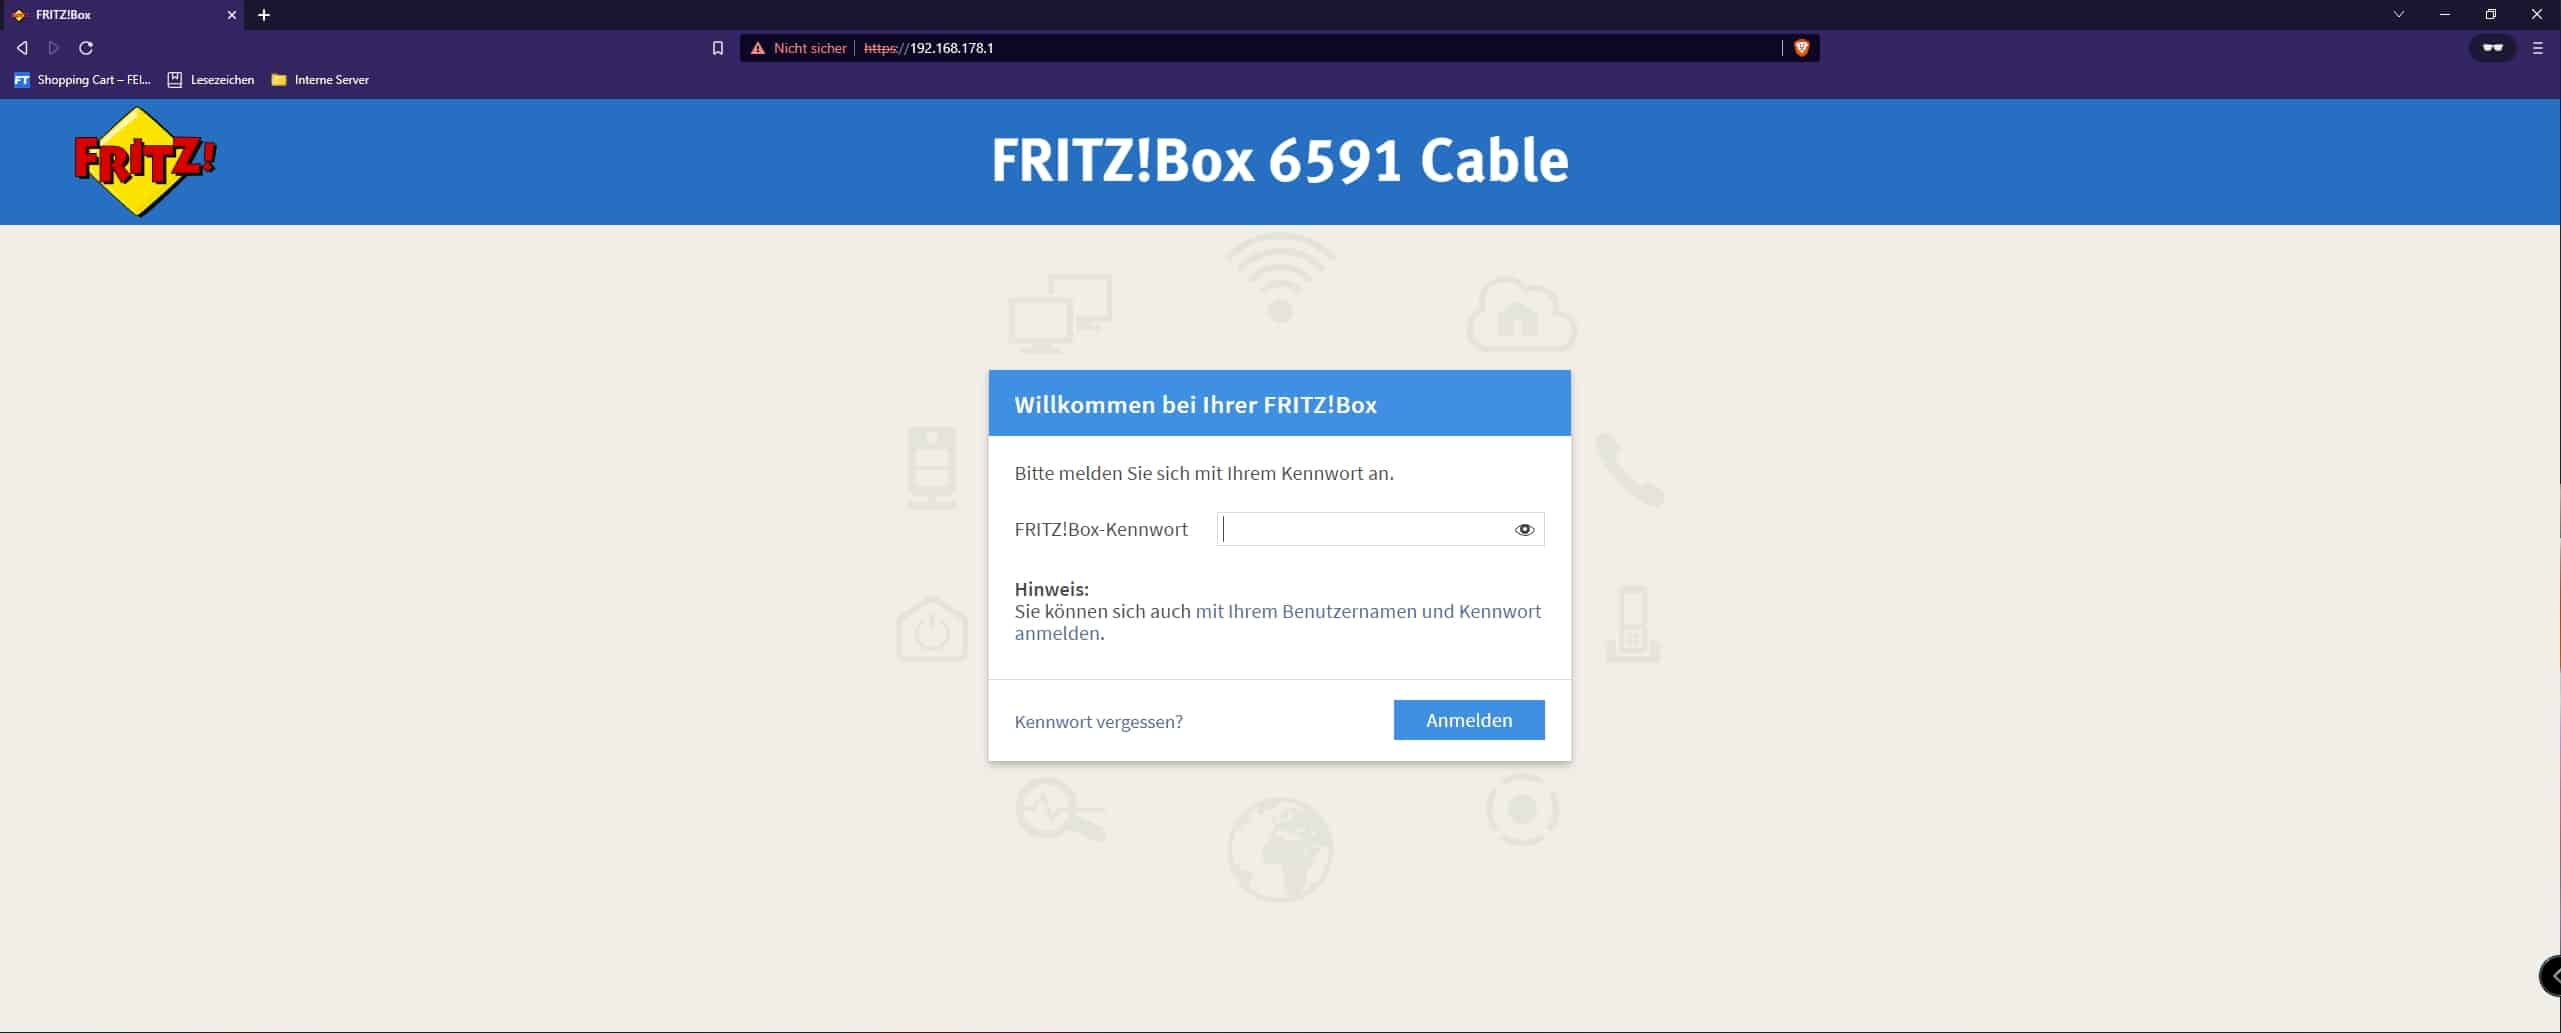 FRITZ!Box
Nicht sicher https://192.168.178.1
Shopping Cart – FEI... Lesezeichen Interne Server
FRITZ!
FRITZ!Box 6591 Cable
Willkommen bei Ihrer FRITZ!Box
Bitte melden Sie sich mit Ihrem Kennwort an.
FRITZ!Box-Kennwort
Hinweis:
Sie können sich auch mit Ihrem Benutzernamen und Kennwort
anmelden.
Kennwort vergessen? Anmelden